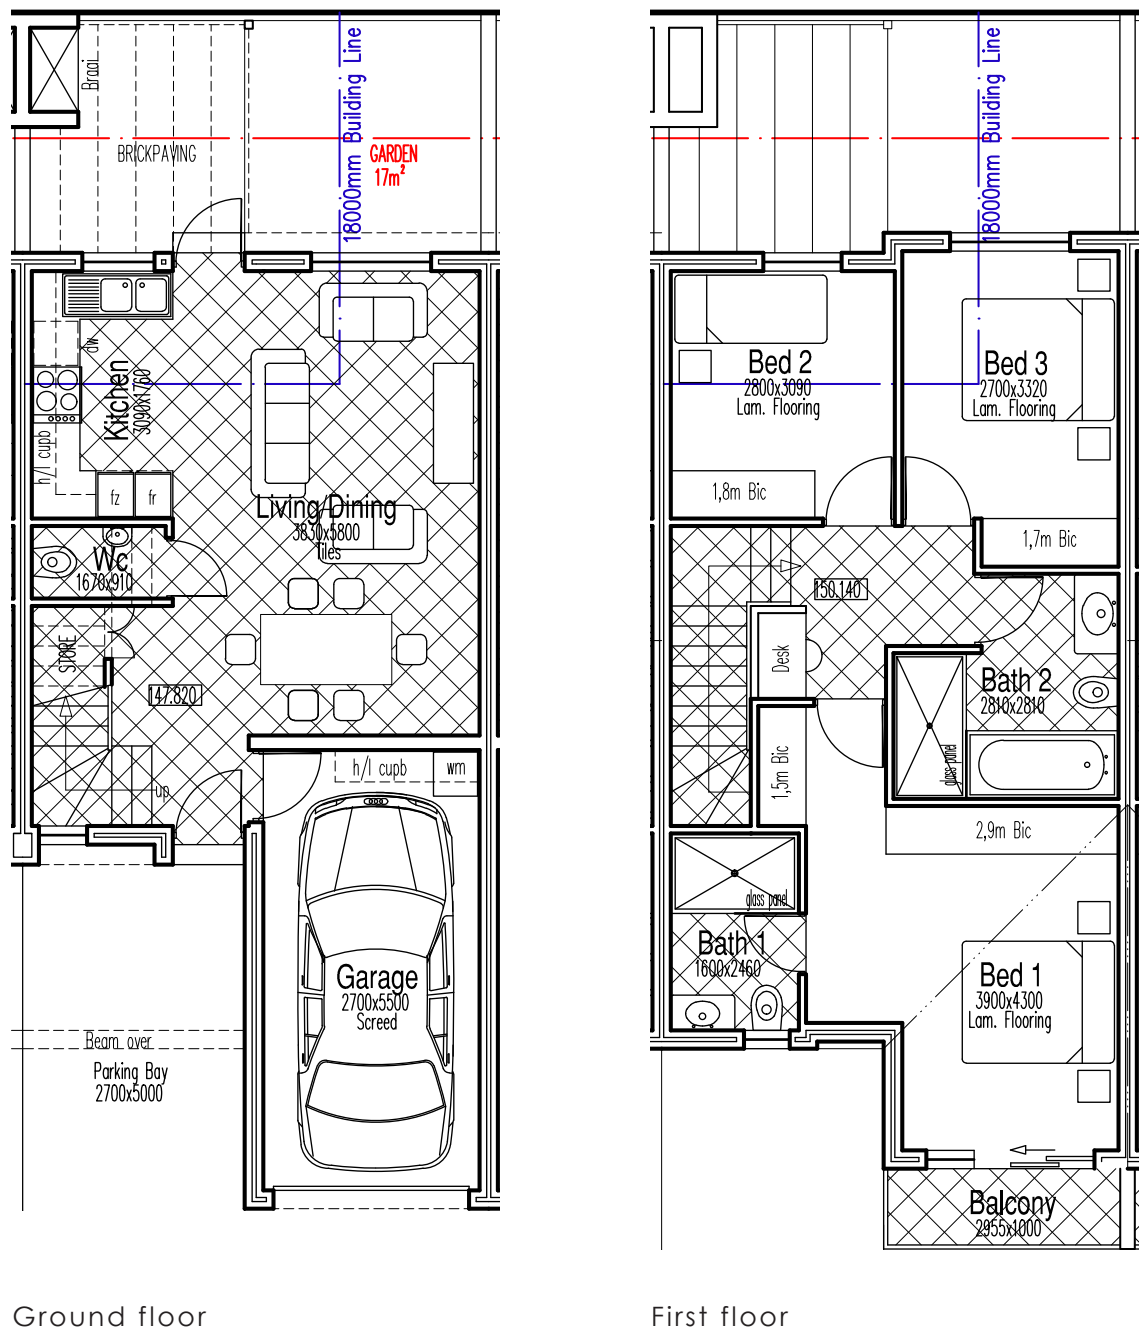 Braai
BRICKPAVING
18000mm Building Line
GARDEN
17m²
dw
Kitchen
3090x1760
h/l cupb
fz
fr
Living/Dining
3830x5800
Tiles
Wc
1670x910
STORE
147.820
up
h/l cupb
wm
Garage
2700x5500
Screed
Beam over
Parking Bay
2700x5000
Ground floor
18000mm Building Line
Bed 2
2800x3090
Lam. Flooring
Bed 3
2700x3320
Lam. Flooring
1,8m Bic
1,7m Bic
150.140
Desk
Bath 2
2810x2810
glass panel
1,5m Bic
2,9m Bic
glass panel
Bath 1
1600x2460
Bed 1
3900x4300
Lam. Flooring
Balcony
2955x1000
First floor